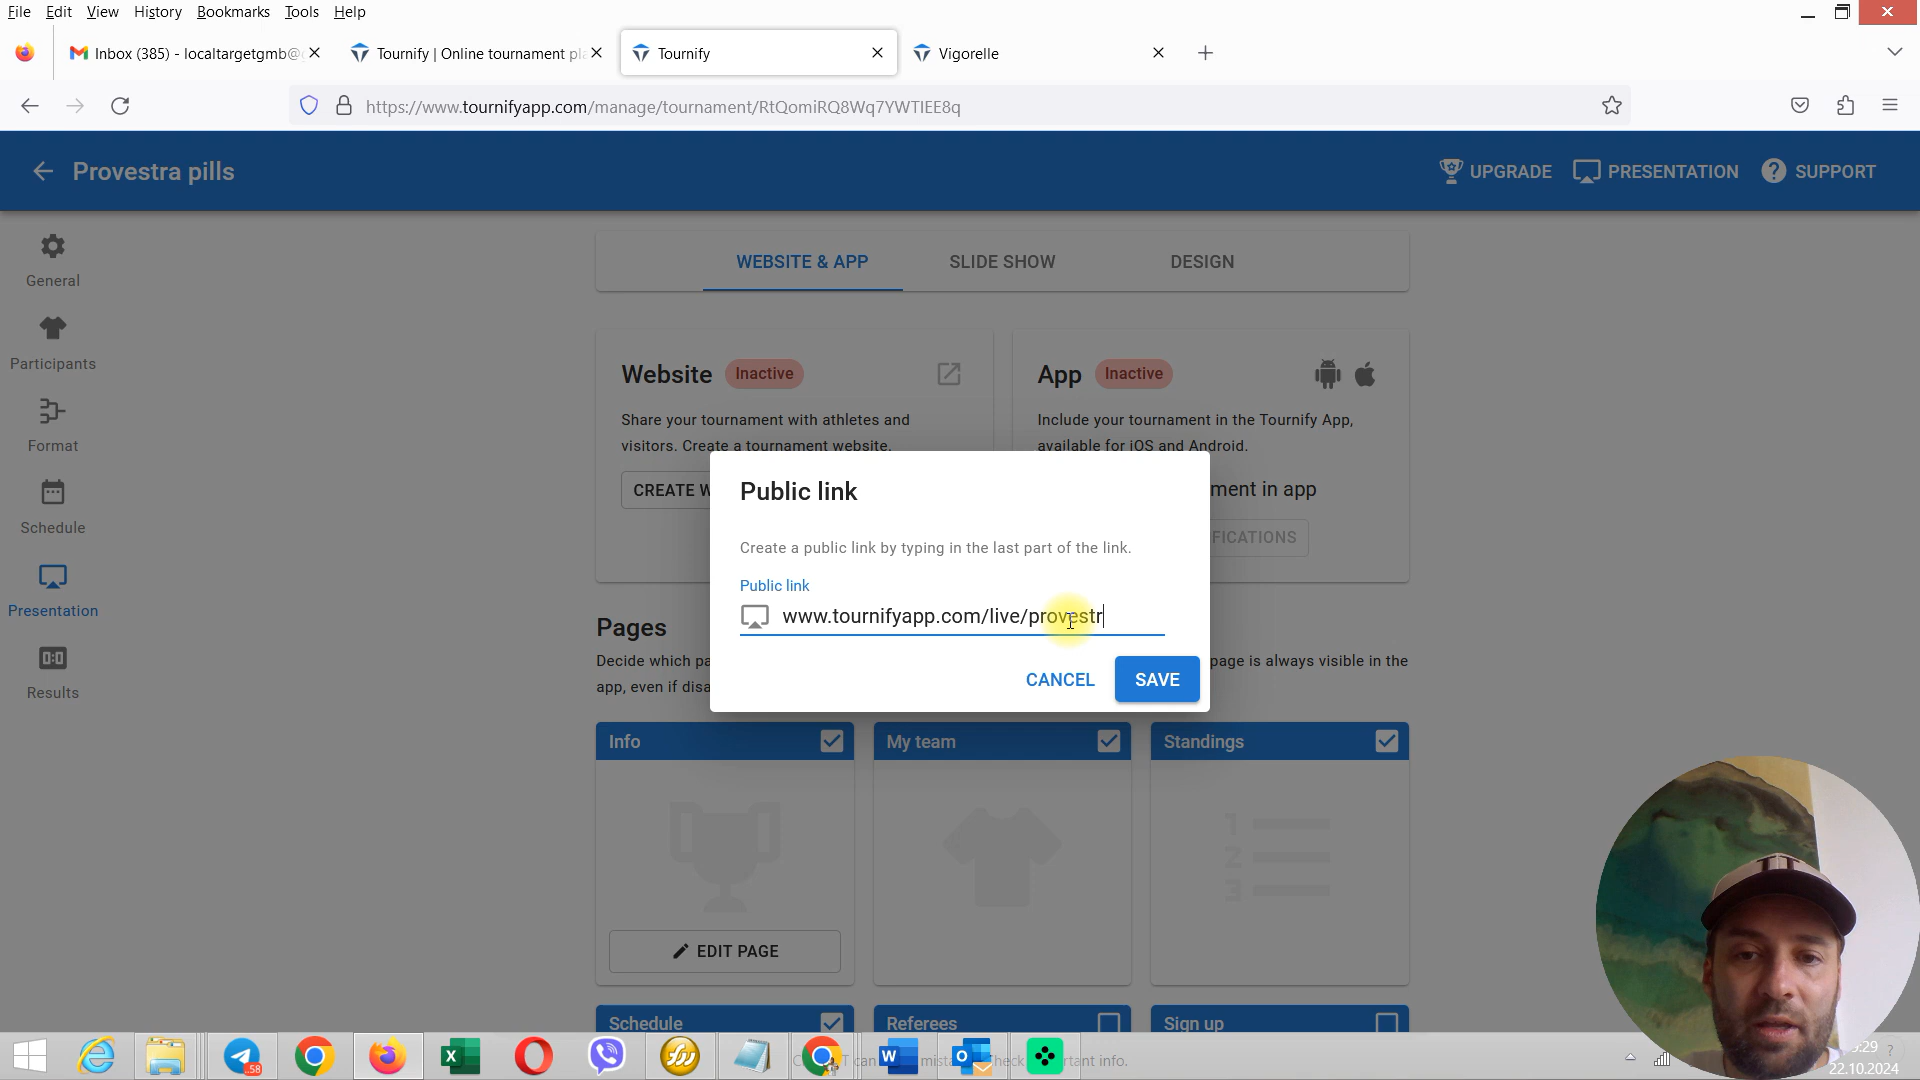 File Edit View History Bookmarks Tools Help
Inbox (385) - localtargetgmb@
Tournify | Online tournament pl
Tournify
Vigorelle
https://www.tournifyapp.com/manage/tournament/RtQomiRQ8Wq7YWTIEE8q
Provestra pills
UPGRADE PRESENTATION SUPPORT
General
Participants
Format
Schedule
Presentation
Results
WEBSITE & APP SLIDE SHOW DESIGN
Website Inactive
Share your tournament with athletes and
visitors. Create a tournament website.
CREATE W
App Inactive
Include your tournament in the Tournify App,
available for iOS and Android.
ment in app
FICATIONS
Public link
Create a public link by typing in the last part of the link.
Public link
www.tournifyapp.com/live/provestr
CANCEL SAVE
Pages
Decide which pa
page is always visible in the
app, even if disa
Info
My team
Standings
1
2
3
EDIT PAGE
Schedule
Referees
Sign up
58
22.10.2024